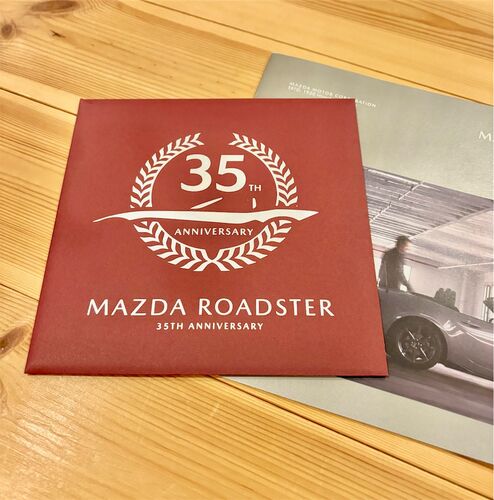 35TH
ANNIVERSARY
MAZDA ROADSTER
35TH ANNIVERSARY
MAZDA MOTOR CORPORATION
M